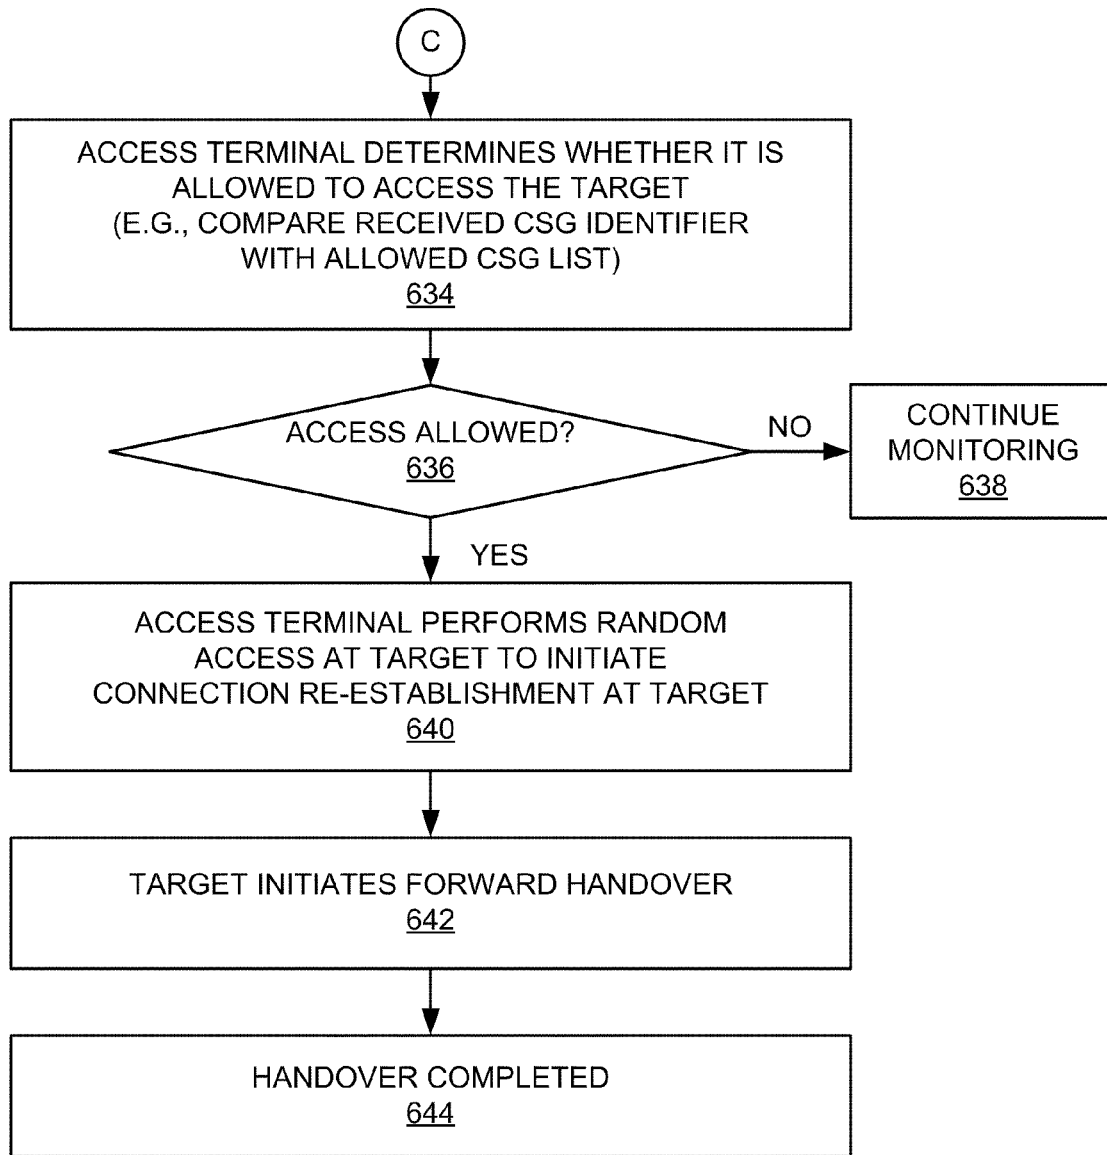 C
ACCESS TERMINAL DETERMINES WHETHER IT IS
ALLOWED TO ACCESS THE TARGET
(E.G., COMPARE RECEIVED CSG IDENTIFIER
WITH ALLOWED CSG LIST)
634
ACCESS ALLOWED?
636
NO
CONTINUE
MONITORING
638
YES
ACCESS TERMINAL PERFORMS RANDOM
ACCESS AT TARGET TO INITIATE
CONNECTION RE-ESTABLISHMENT AT TARGET
640
TARGET INITIATES FORWARD HANDOVER
642
HANDOVER COMPLETED
644